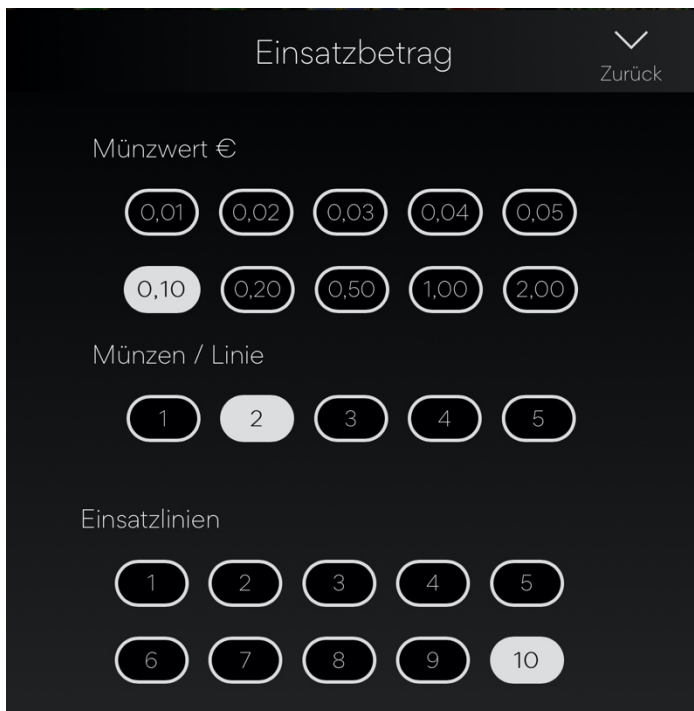 Einsatzbetrag
Zurück
Münzwert €
0,01 0,02 0,03 0,04 0,05
0,10 0,20 0,50 1,00 2,00
Münzen / Linie
1 2 3 4 5
Einsatzlinien
1 2 3 4 5
6 7 8 9 10